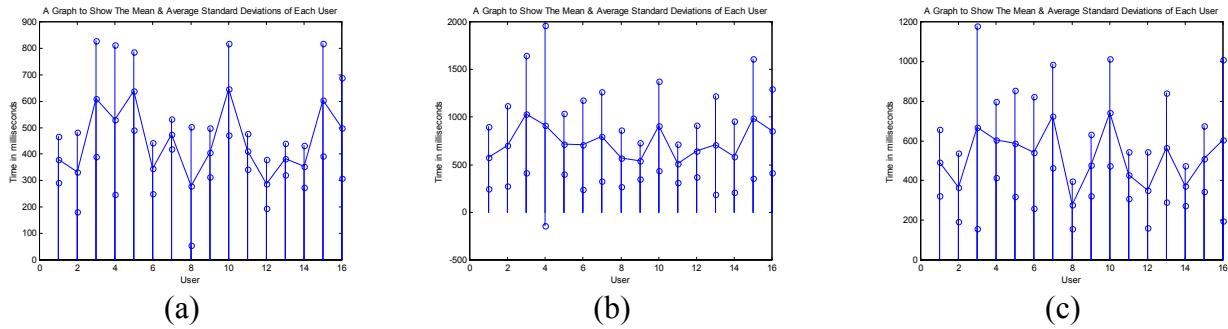 A Graph to Show The Mean & Average Standard Deviations of Each User
900
800
700
600
500
400
300
200
100
0
Time in milliseconds
0 2 4 6 8 10 12 14 16
User
(a)
A Graph to Show The Mean & Average Standard Deviations of Each User
2000
1500
1000
500
0
-500
Time in milliseconds
0 2 4 6 8 10 12 14 16
User
(b)
A Graph to Show The Mean & Average Standard Deviations of Each User
1200
1000
800
600
400
200
0
Time in milliseconds
0 2 4 6 8 10 12 14 16
User
(c)